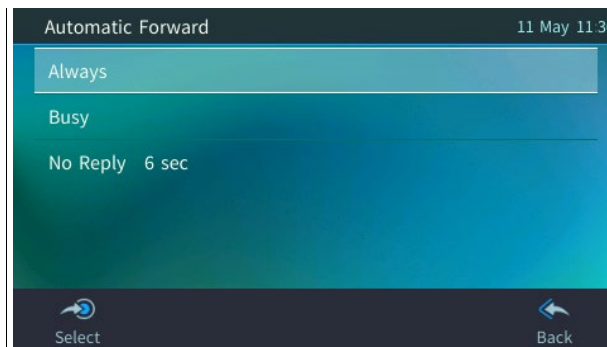 Automatic Forward 11 May 11:3
Always
Busy
No Reply 6 sec
Select Back